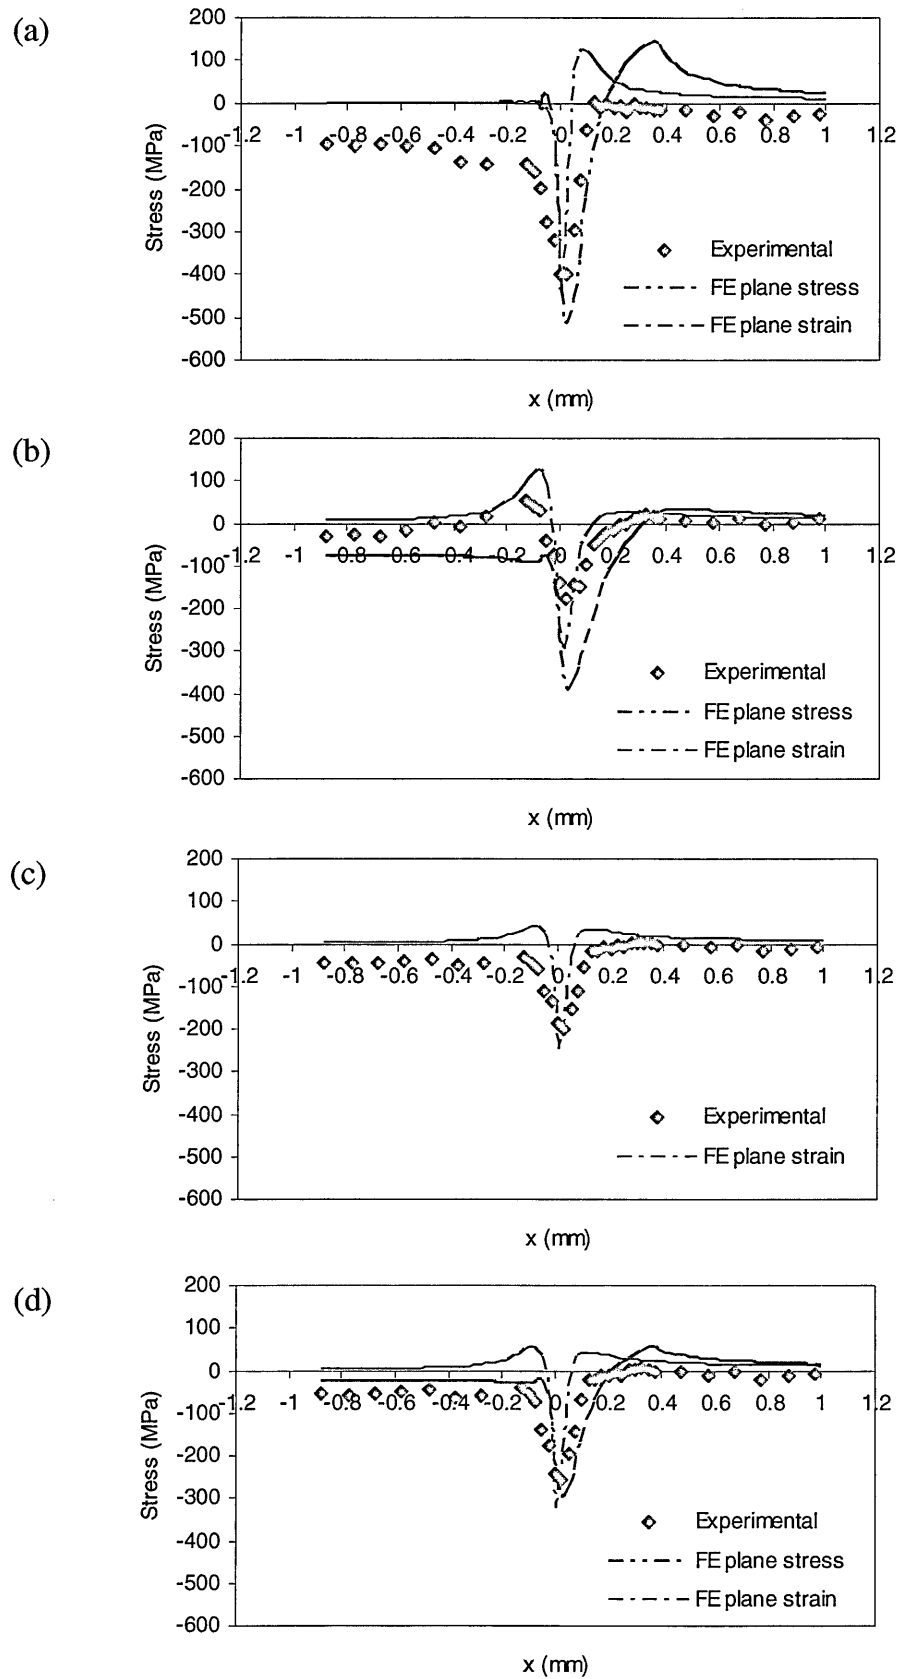 (a)
200
100
0
-1.2 -1 -0.8 -0.6 -0.4 -0.2 0 0.2 0.4 0.6 0.8 1 1.2
-100
-200
-300
-400
-500
-600
Stress (MPa)
Experimental
FE plane stress
FE plane strain
x (mm)
(b)
200
100
0
-1.2 -1 -0.8 -0.6 -0.4 -0.2 0 0.2 0.4 0.6 0.8 1 1.2
-100
-200
-300
-400
-500
-600
Stress (MPa)
Experimental
FE plane stress
FE plane strain
x (mm)
(c)
200
100
0
-1.2 -1 -0.8 -0.6 -0.4 -0.2 0 0.2 0.4 0.6 0.8 1 1.2
-100
-200
-300
-400
-500
-600
Stress (MPa)
Experimental
FE plane strain
x (mm)
(d)
200
100
0
-1.2 -1 -0.8 -0.6 -0.4 -0.2 0 0.2 0.4 0.6 0.8 1 1.2
-100
-200
-300
-400
-500
-600
Stress (MPa)
Experimental
FE plane stress
FE plane strain
x (mm)